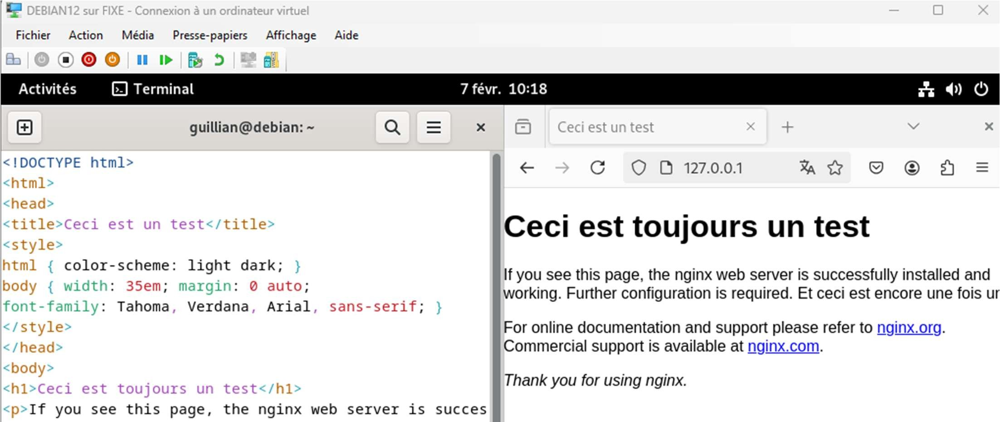 DEBIAN12 sur FIXE - Connexion à un ordinateur virtuel
Fichier Action Média Presse-papiers Affichage Aide
Activités Terminal 7 févr. 10:18
guillian@debian: ~
<!DOCTYPE html>
<html>
<head>
<title>Ceci est un test</title>
<style>
html { color-scheme: light dark; }
body { width: 35em; margin: 0 auto;
font-family: Tahoma, Verdana, Arial, sans-serif; }
</style>
</head>
<body>
<h1>Ceci est toujours un test</h1>
<p>If you see this page, the nginx web server is succes
Ceci est un test
127.0.0.1
Ceci est toujours un test
If you see this page, the nginx web server is successfully installed and
working. Further configuration is required. Et ceci est encore une fois
For online documentation and support please refer to nginx.org.
Commercial support is available at nginx.com.
Thank you for using nginx.